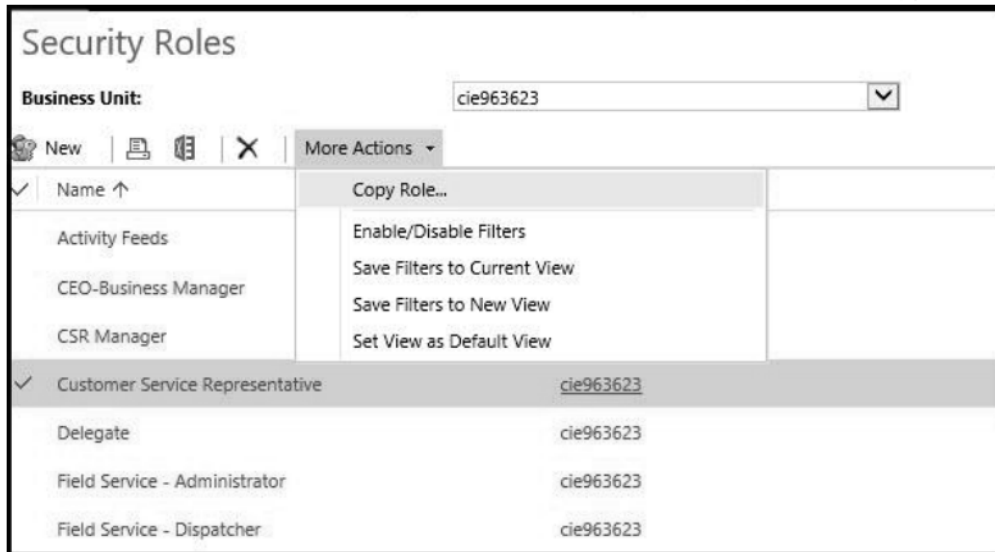 Security Roles
Business Unit: cie963623
New More Actions
Name Copy Role...
Activity Feeds Enable/Disable Filters
Save Filters to Current View
CEO-Business Manager
Save Filters to New View
CSR Manager Set View as Default View
Customer Service Representative cie963623
Delegate cie963623
Field Service - Administrator cie963623
Field Service - Dispatcher cie963623